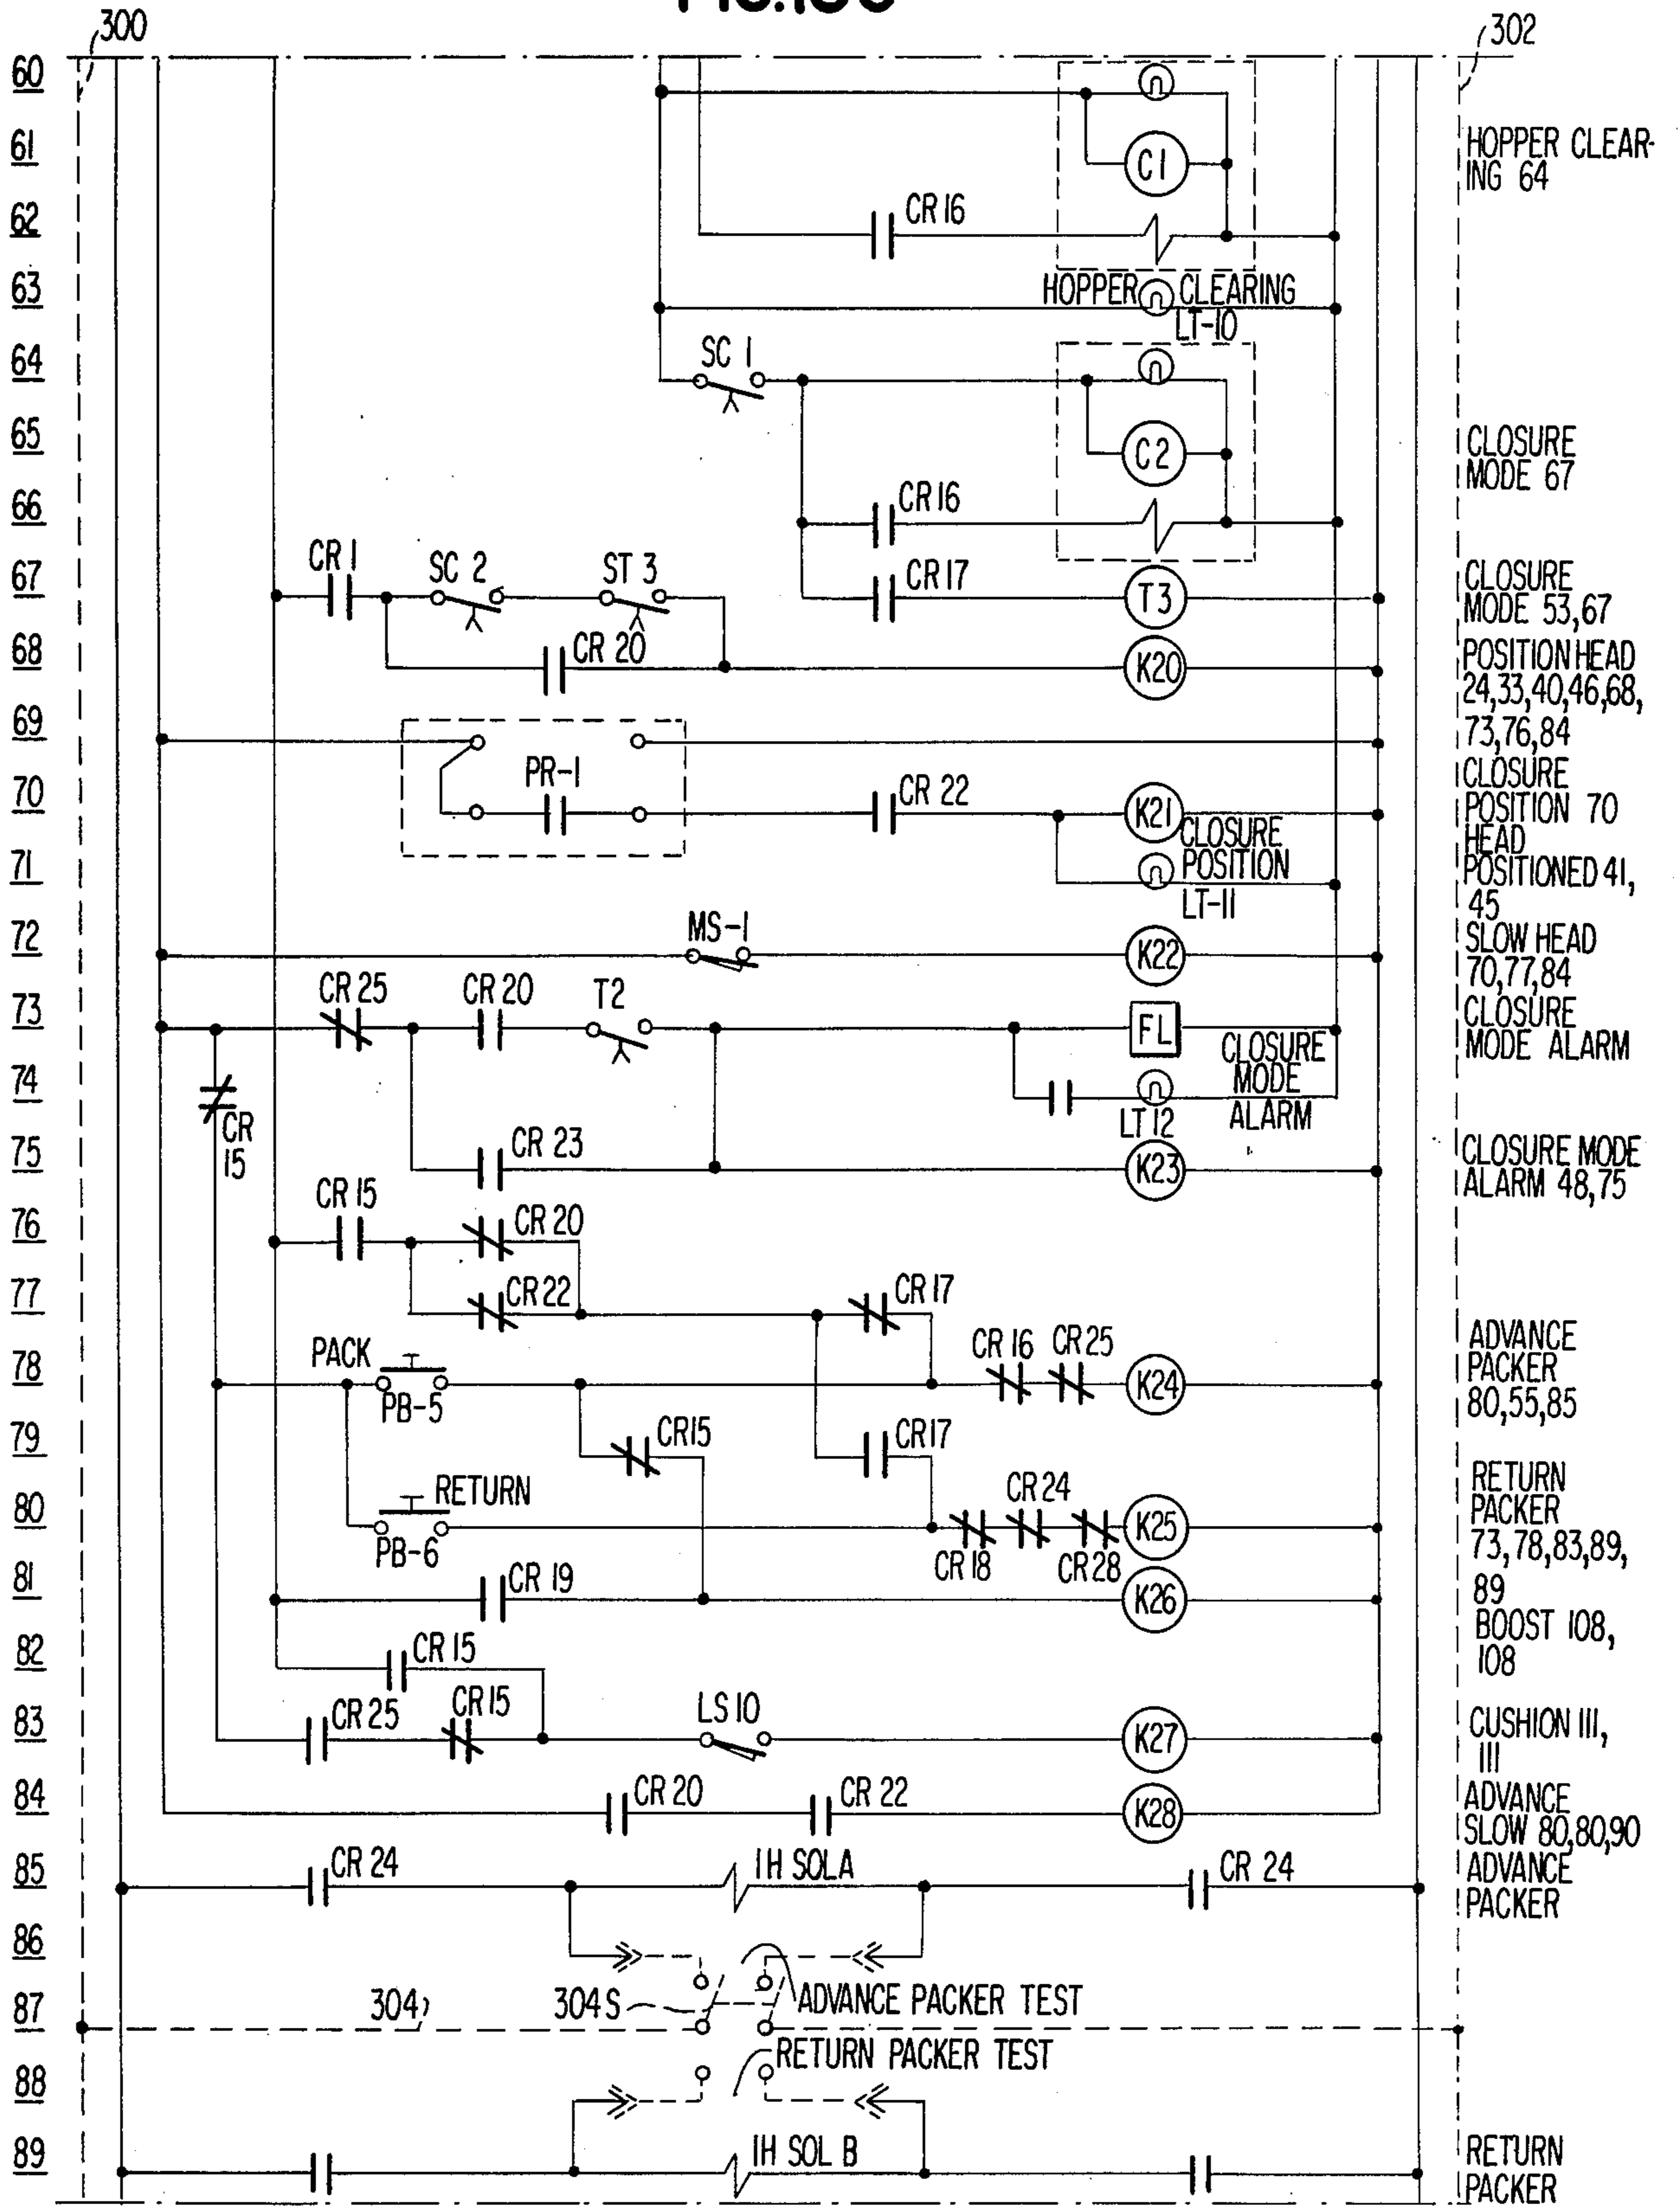 300
302
60
61
HOPPER CLEAR-
ING 64
C1
62
CR 16
63
HOPPER CLEARING
LT-10
64
SC 1
65
C2
CLOSURE
MODE 67
66
CR 16
67
CR 1
SC 2
ST 3
CR 17
T3
CLOSURE
MODE 53,67
68
CR 20
K20
POSITION HEAD
24,33,40,46,68,
73,76,84
69
PR-1
70
CR 22
K21
CLOSURE
POSITION 70
HEAD
POSITIONED 41,
45
71
CLOSURE
POSITION
LT-11
72
MS-1
K22
SLOW HEAD
70,77,84
73
CR 25
CR 20
T2
FL
CLOSURE
MODE ALARM
74
CR
15
CLOSURE
MODE
ALARM
LT 12
75
CR 23
K23
CLOSURE MODE
ALARM 48,75
76
CR 15
CR 20
77
CR 22
CR 17
78
PACK
PB-5
CR 16
CR 25
K24
ADVANCE
PACKER
80,55,85
79
CR15
CR17
80
RETURN
PB-6
CR 24
CR 18
CR 28
K25
RETURN
PACKER
73,78,83,89,
89
81
CR 19
K26
BOOST 108,
108
82
CR 15
83
CR 25
CR 15
LS 10
K27
CUSHION 111,
111
84
CR 20
CR 22
K28
ADVANCE
SLOW 80,80,90
85
CR 24
1H SOLA
CR 24
ADVANCE
PACKER
86
87
304
304S
ADVANCE PACKER TEST
RETURN PACKER TEST
88
89
1H SOL B
RETURN
PACKER